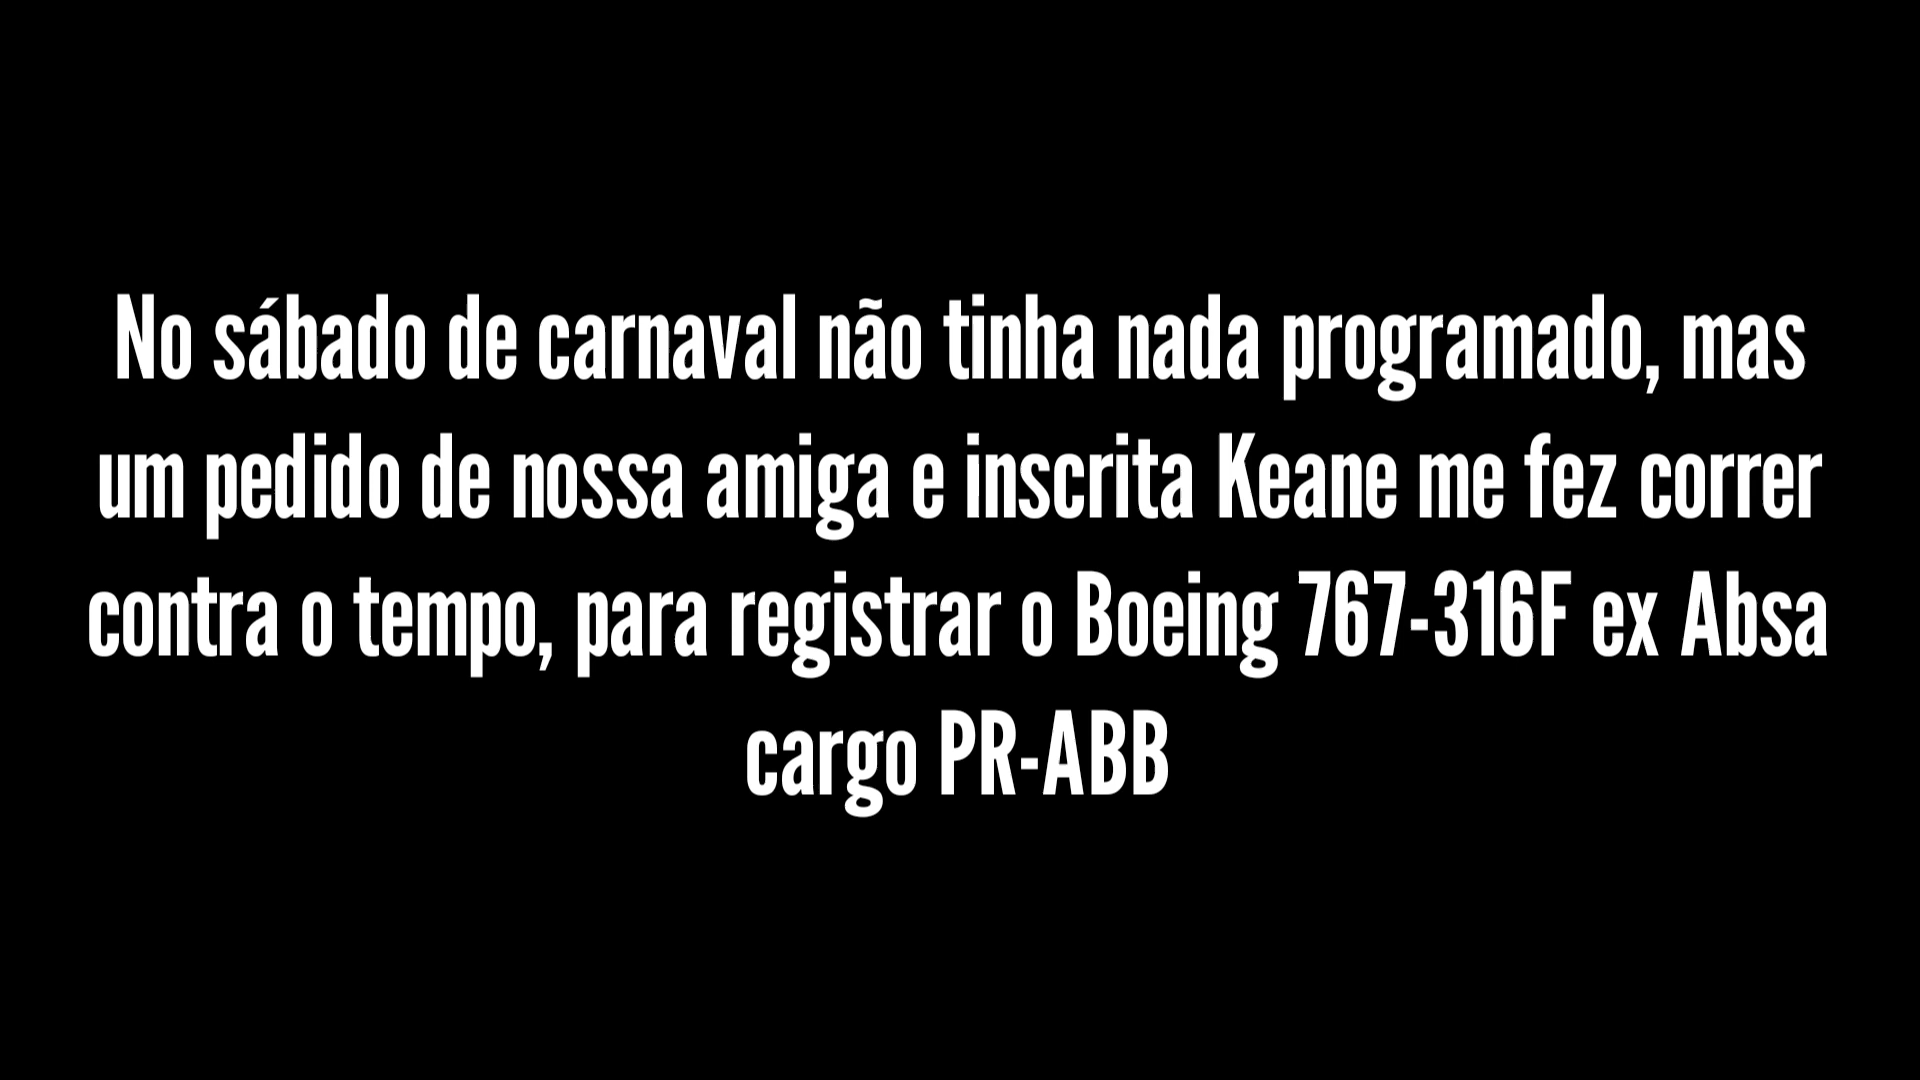 No sábado de carnaval não tinha nada programado, mas
um pedido de nossa amiga e inscrita Keane me fez correr
contra o tempo, para registrar o Boeing 767-316F ex Absa
cargo PR-ABB